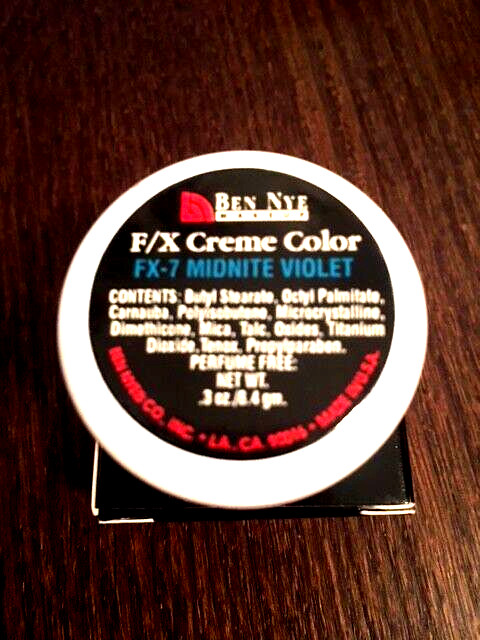 BEN NYE
MAKEUP
F/X Creme Color
FX-7 MIDNITE VIOLET
CONTENTS: Butyl Stearate, Octyl Palmitate,
Carnauba, Polyisobutene, Microcrystalline,
Dimethicone, Mica, Talc, Oxides, Titanium
Dioxide, Tenox, Propylparaben.
PERFUME FREE
NET WT.
.3 oz./8.4 gm.
BEN NYE CO. INC. • L.A. CA 90016 • MADE IN U.S.A.